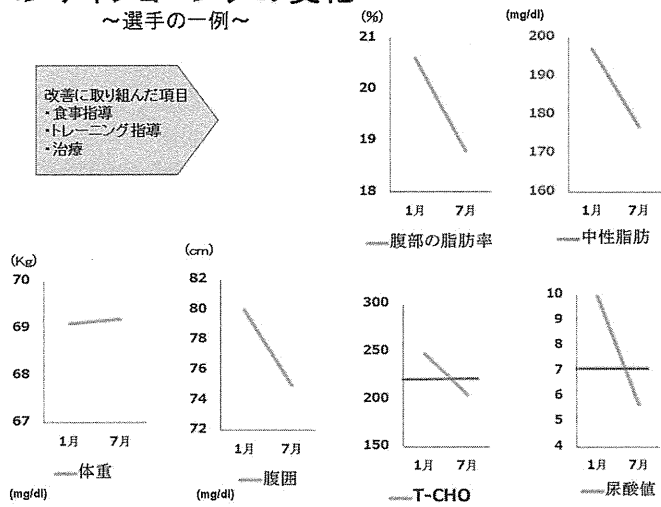 ～選手の一例～
改善に取り組んだ項目
・食事指導
・トレーニング指導
・治療
(%)
21
20
19
18
1月 7月
腹部の脂肪率
(mg/dl)
200
190
180
170
160
1月 7月
中性脂肪
(Kg)
70
69
68
67
1月 7月
体重
(mg/dl)
(cm)
82
80
78
76
74
72
1月 7月
腹囲
(mg/dl)
300
250
200
150
1月 7月
T-CHO
10
9
8
7
6
5
4
1月 7月
尿酸値